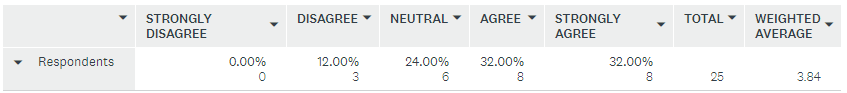 STRONGLY DISAGREE NEUTRAL AGREE STRONGLY TOTAL WEIGHTED
DISAGREE AGREE AVERAGE
Respondents 0.00% 12.00% 24.00% 32.00% 32.00%
0 3 6 8 8 25 3.84